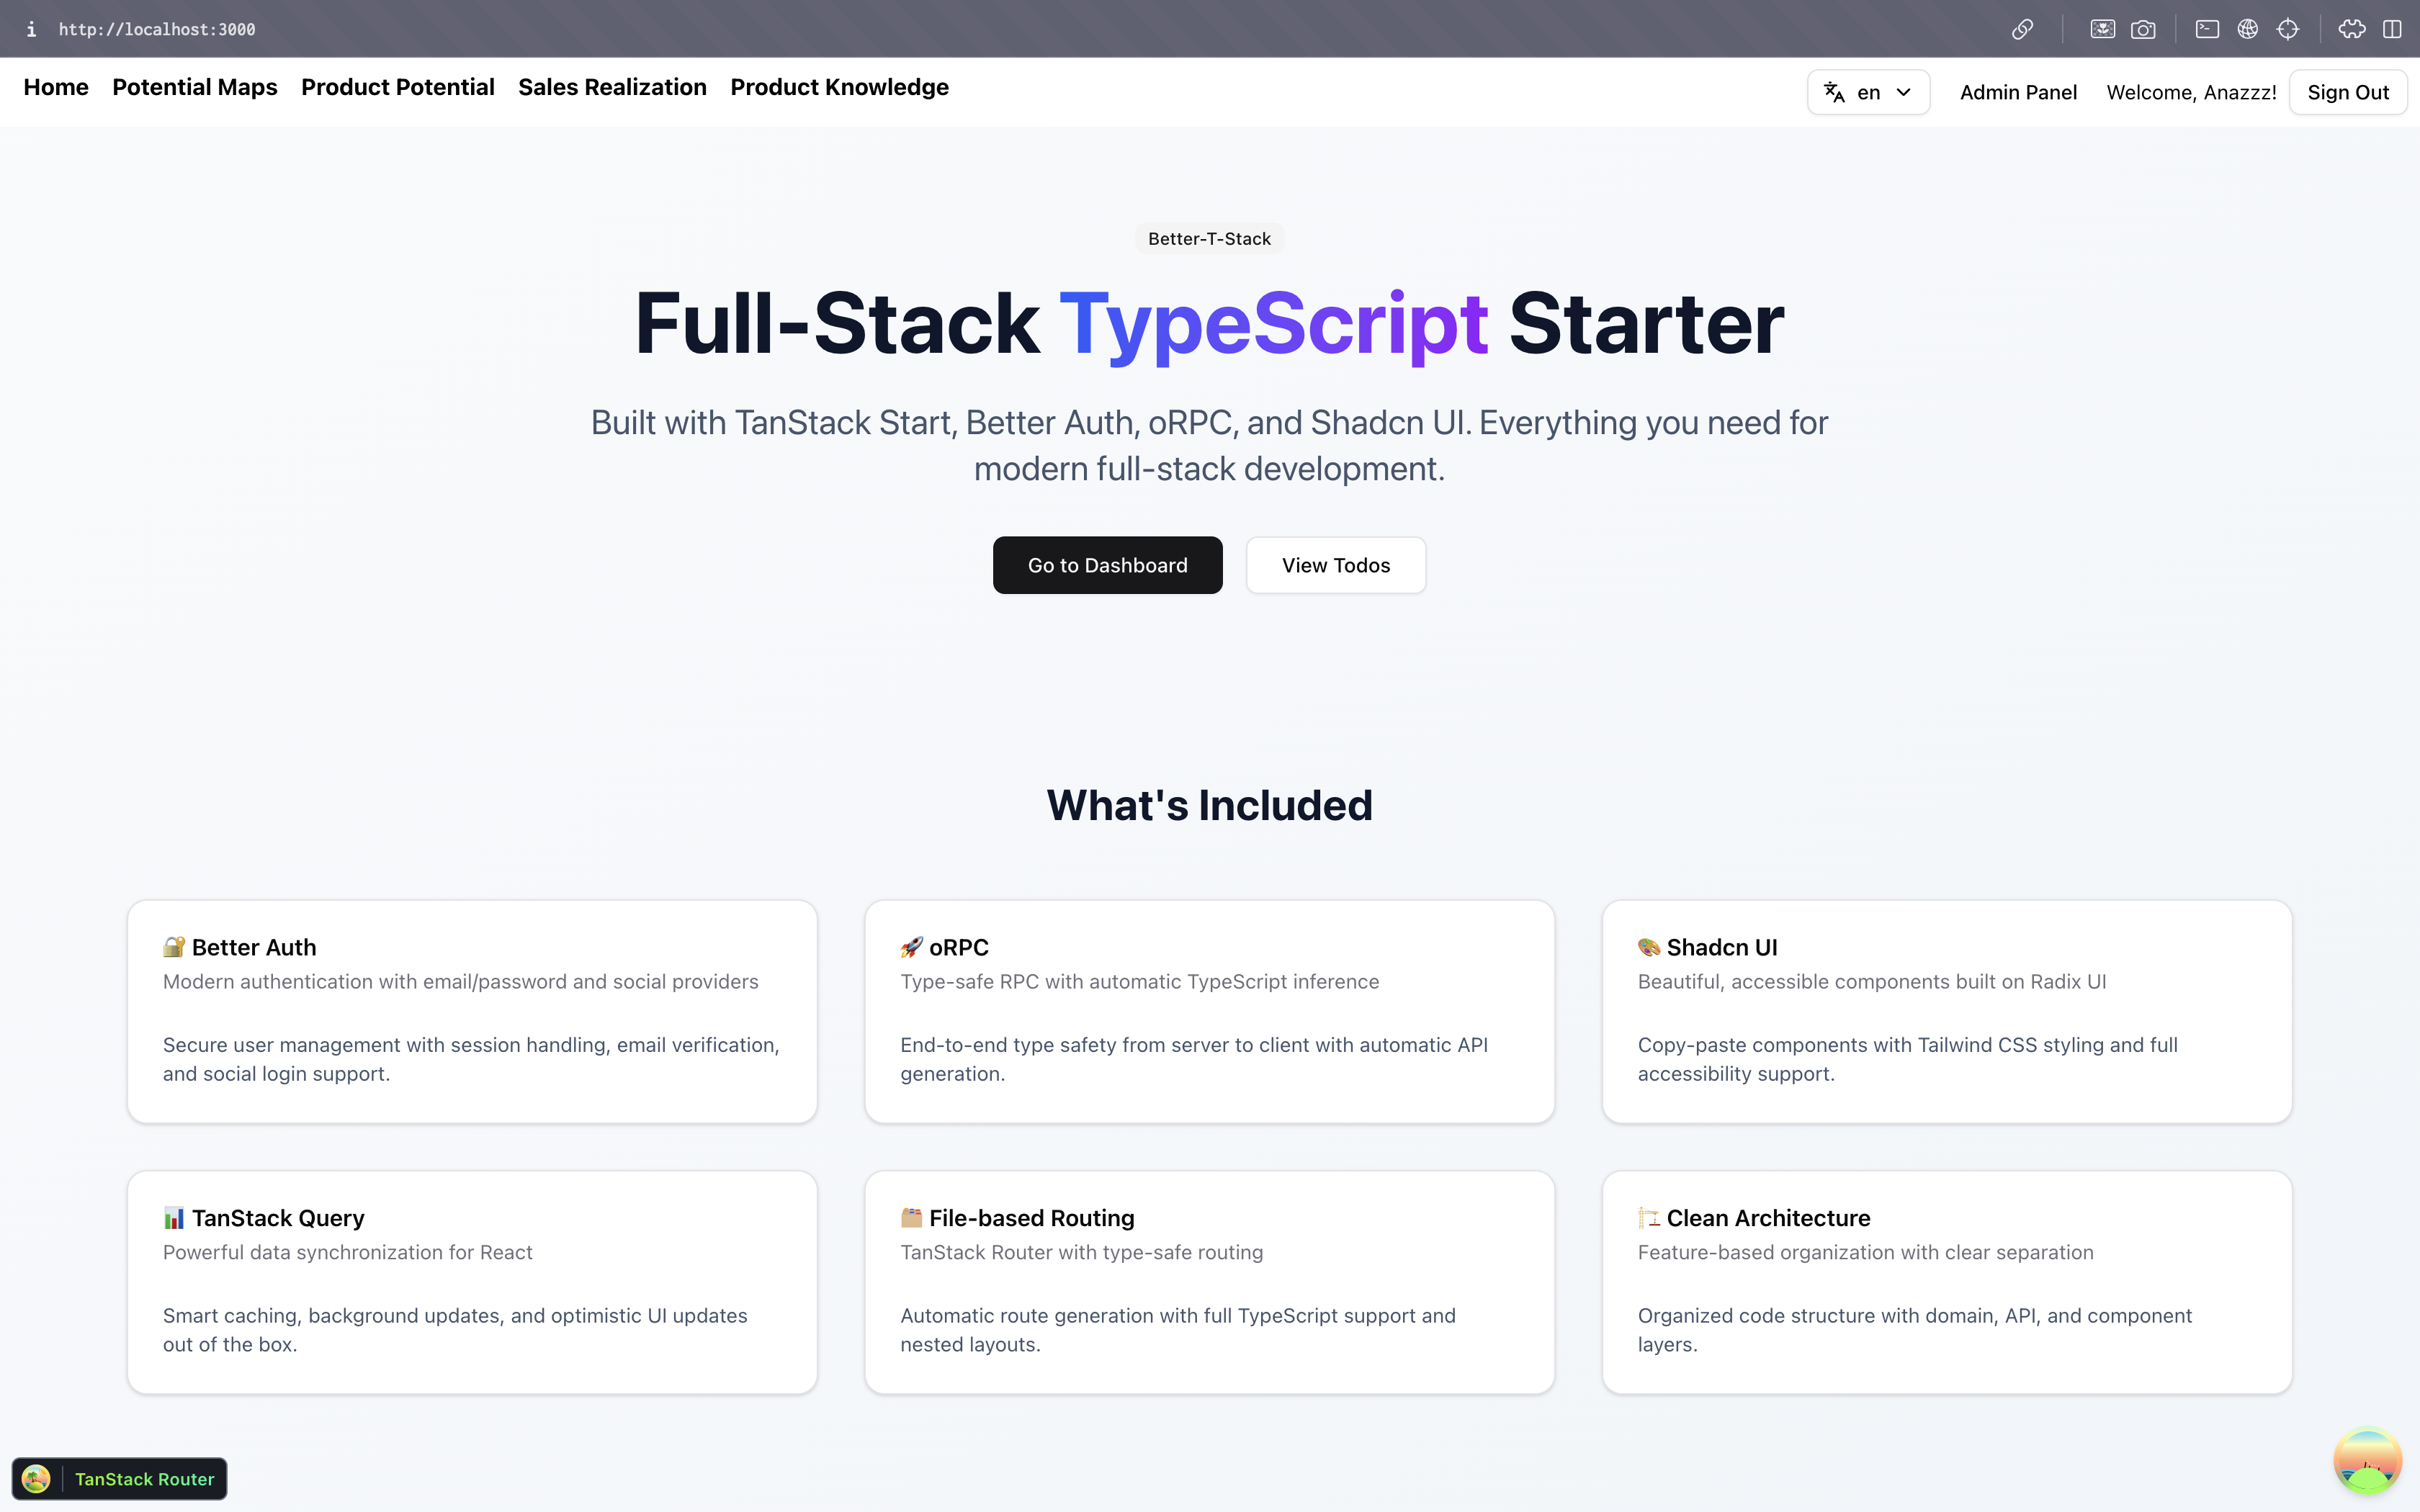 http://localhost:3000
Home Potential Maps Product Potential Sales Realization Product Knowledge
en Admin Panel Welcome, Anazzz! Sign Out
Better-T-Stack
Full-Stack TypeScript Starter
Built with TanStack Start, Better Auth, oRPC, and Shadcn UI. Everything you need for
modern full-stack development.
Go to Dashboard View Todos
What's Included
🔐 Better Auth
Modern authentication with email/password and social providers
Secure user management with session handling, email verification,
and social login support.
🚀 oRPC
Type-safe RPC with automatic TypeScript inference
End-to-end type safety from server to client with automatic API
generation.
🎨 Shadcn UI
Beautiful, accessible components built on Radix UI
Copy-paste components with Tailwind CSS styling and full
accessibility support.
📊 TanStack Query
Powerful data synchronization for React
Smart caching, background updates, and optimistic UI updates
out of the box.
🗂️ File-based Routing
TanStack Router with type-safe routing
Automatic route generation with full TypeScript support and
nested layouts.
🏗️ Clean Architecture
Feature-based organization with clear separation
Organized code structure with domain, API, and component
layers.
TanStack Router